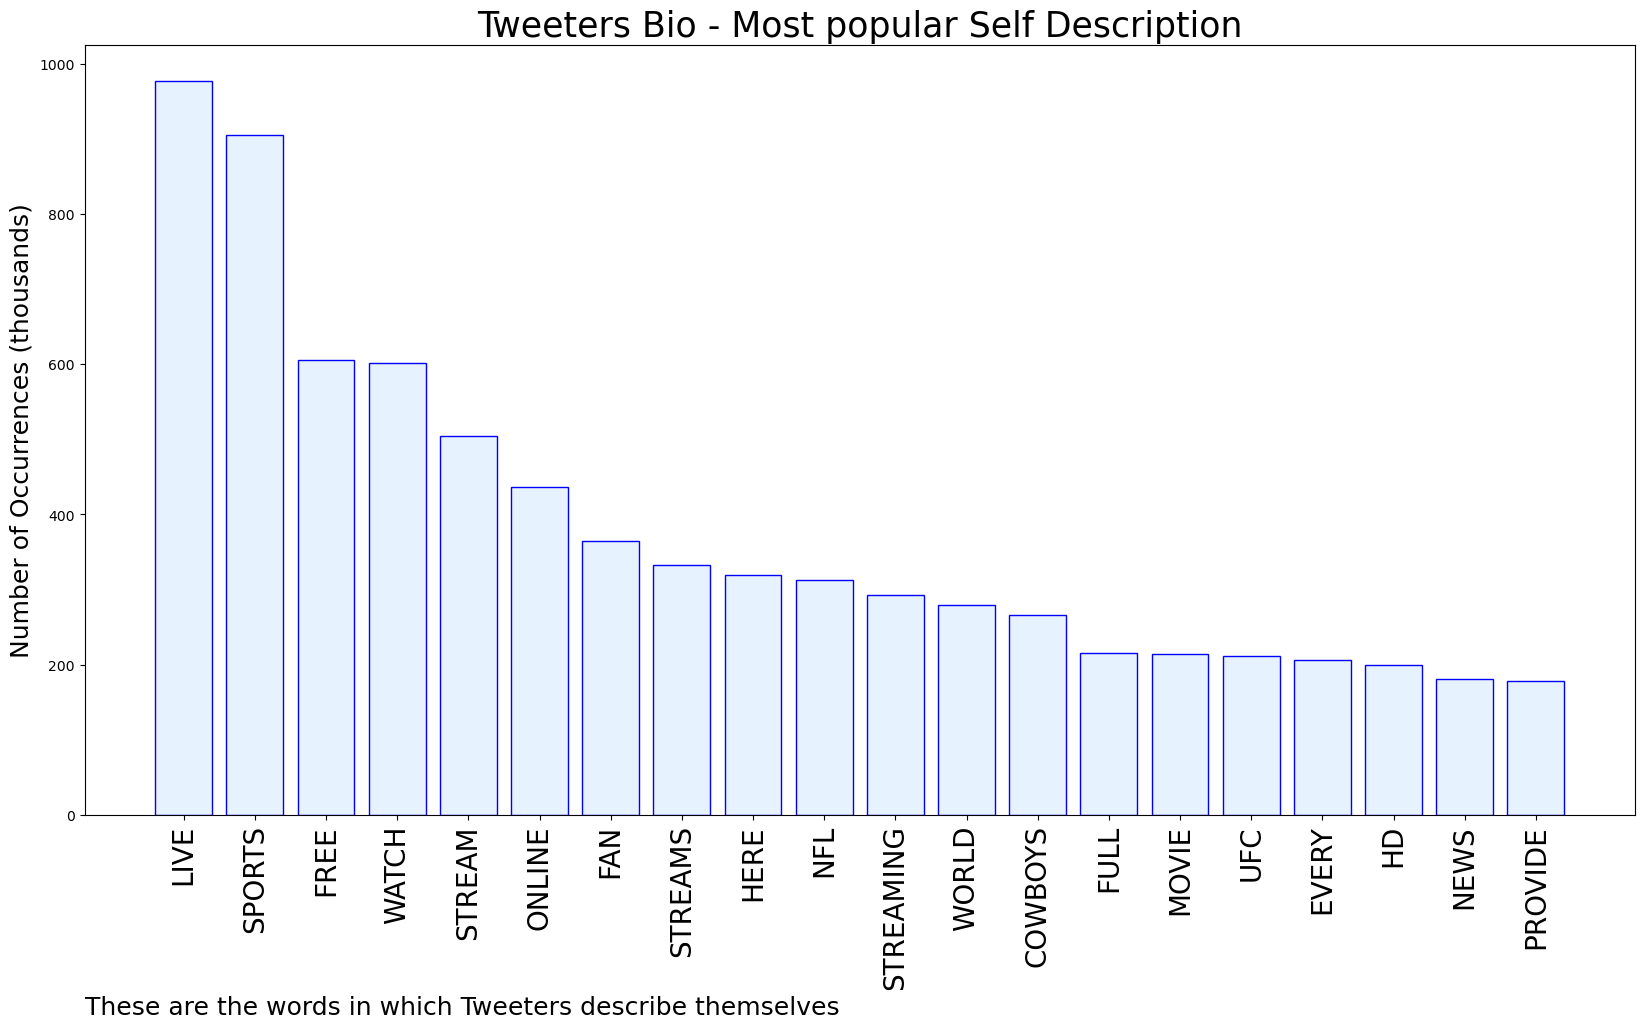 Tweeters Bio - Most popular Self Description
Number of Occurrences (thousands)
1000
800
600
400
200
0
LIVE
SPORTS
FREE
WATCH
STREAM
ONLINE
FAN
STREAMS
HERE
NFL
STREAMING
WORLD
COWBOYS
FULL
MOVIE
UFC
EVERY
HD
NEWS
PROVIDE
These are the words in which Tweeters describe themselves